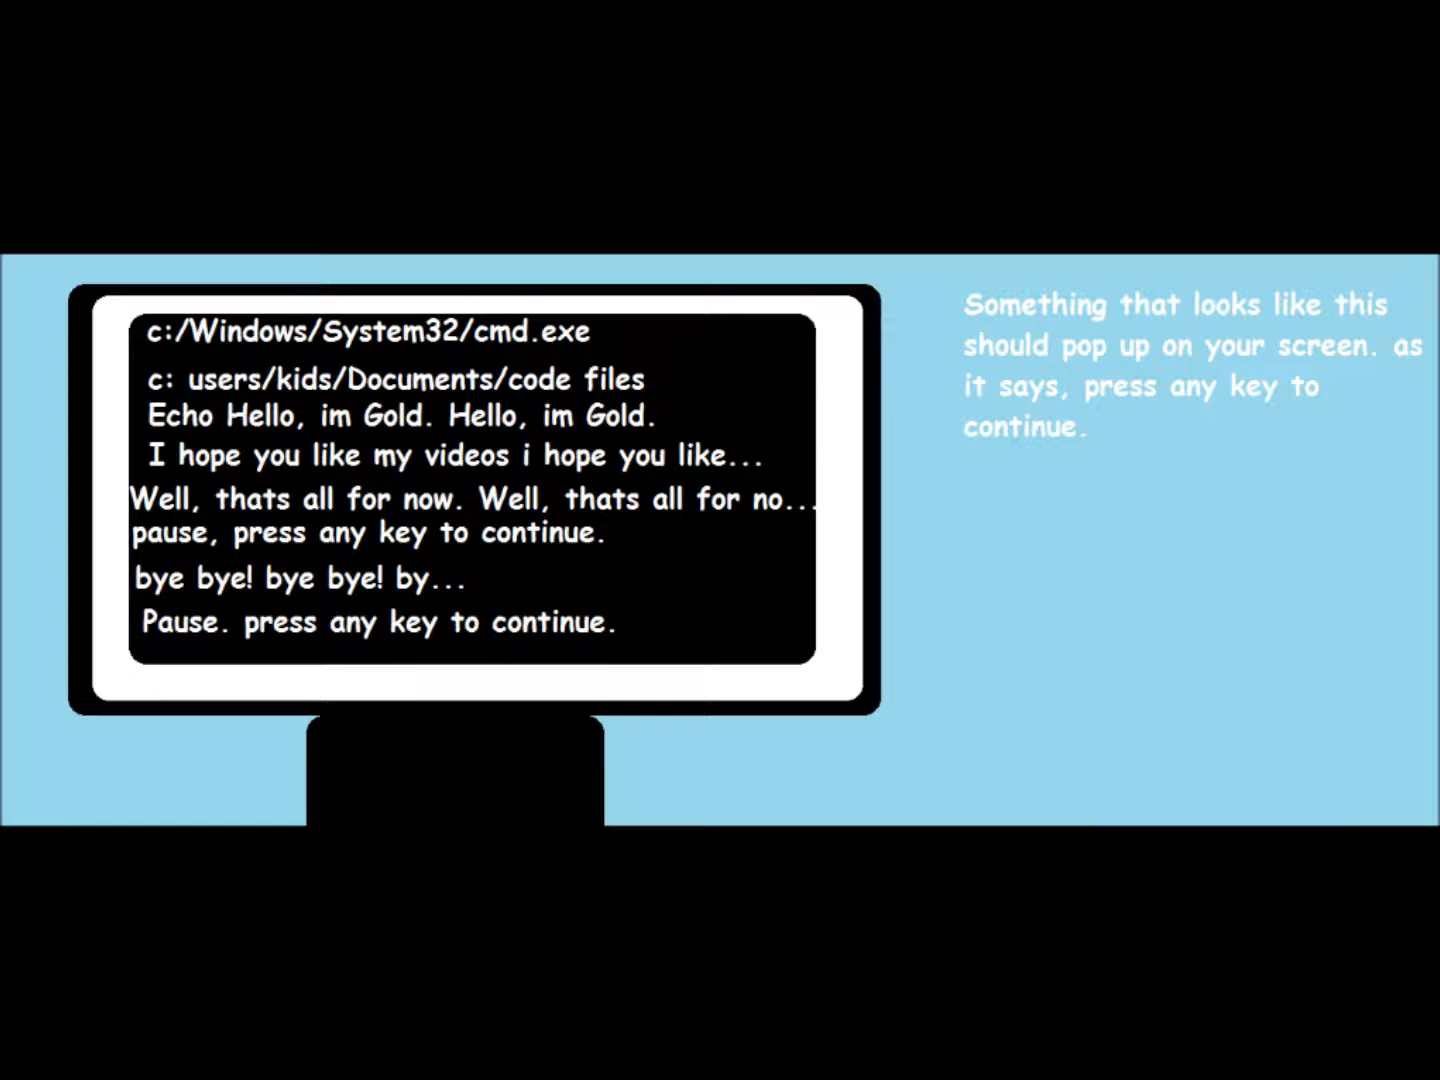 c:/Windows/System32/cmd.exe
c: users/kids/Documents/code files
Echo Hello, im Gold. Hello, im Gold.
I hope you like my videos i hope you like...
Well, thats all for now. Well, thats all for no...
pause, press any key to continue.
bye bye! bye bye! by...
Pause. press any key to continue.
Something that looks like this
should pop up on your screen. as
it says, press any key to
continue.